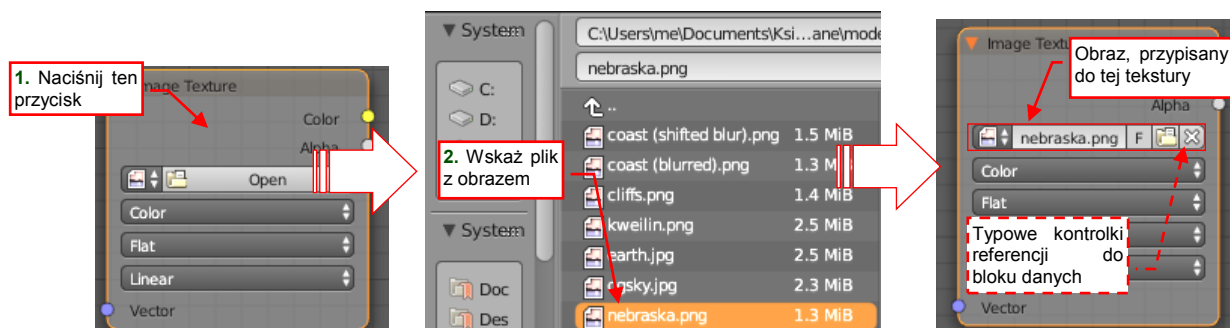 1. Naciśnij ten
przycisk
Image Texture
Color
Alpha
Open
Color
Flat
Linear
Vector
System
C:
D:
System
Doc
Des
C:\Users\me\Documents\Ksi...ane\mode
nebraska.png
..
coast (shifted blur).png 1.5 MiB
coast (blurred).png 1.3 MiB
cliffs.png 1.4 MiB
kweilin.png 2.5 MiB
earth.jpg 2.5 MiB
2.3 MiB
nebraska.png 1.3 MiB
2. Wskaż plik
z obrazem
Image
Obraz, przypisany
do tej tekstury
Alpha
nebraska.png F
Color
Flat
Typowe kontrolki
referencji do
bloku danych
Vector